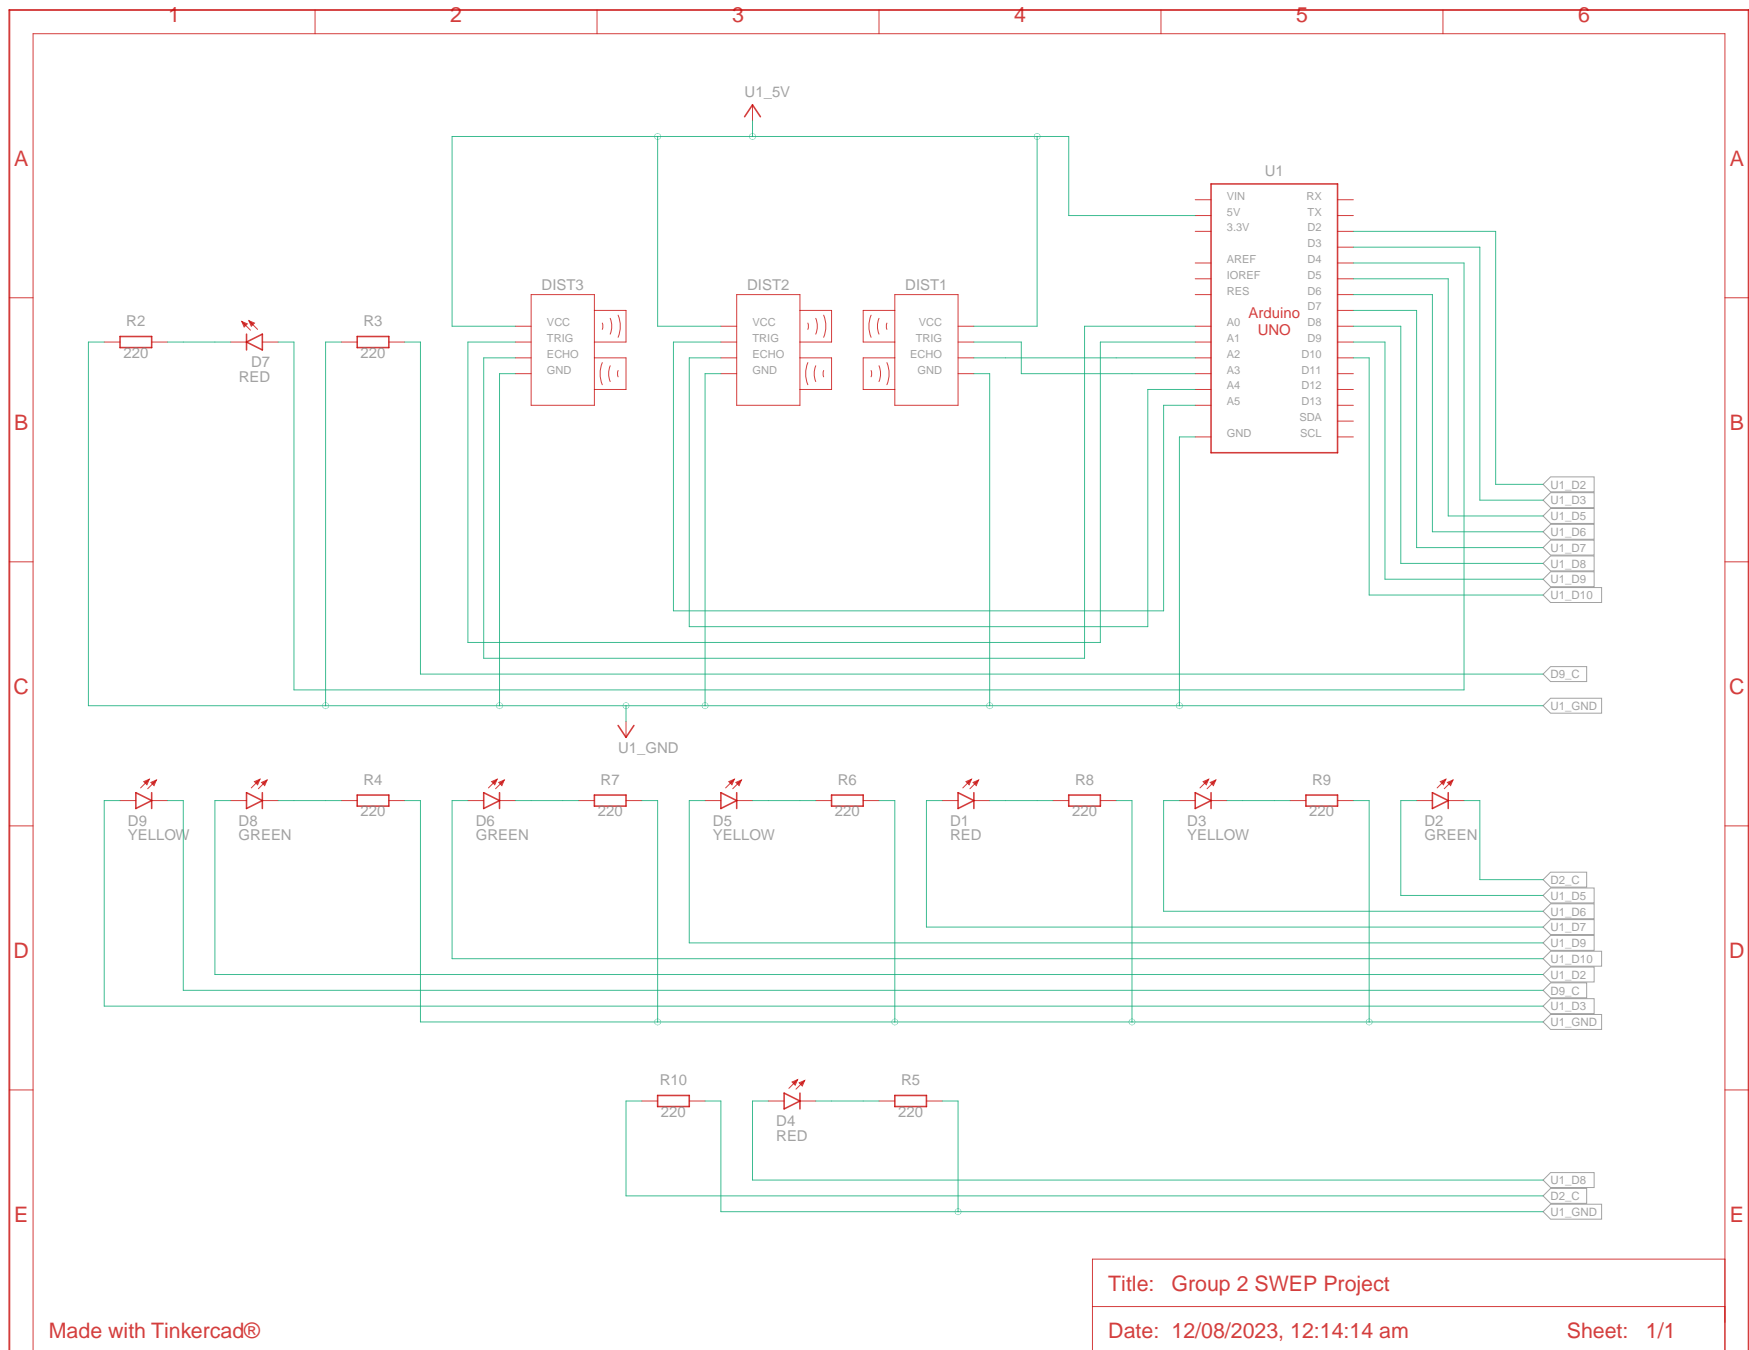 1 2 3 4 5 6
U1_5V
A A
U1
VIN RX
5V TX
3.3V D2
D3
AREF D4
IOREF D5
RES D6
D7
Arduino
UNO
A0 D8
A1 D9
A2 D10
A3 D11
A4 D12
A5 D13
SDA
GND SCL
DIST3 DIST2 DIST1
VCC VCC VCC
TRIG TRIG TRIG
ECHO ECHO ECHO
GND GND GND
R2 R3
220 220
D7
RED
B B
U1_D2
U1_D3
U1_D5
U1_D6
U1_D7
U1_D8
U1_D9
U1_D10
D9_C
C C
U1_GND
U1_GND
R4 R7 R6 R8 R9
220 220 220 220 220
D9 D8 D6 D5 D1 D3 D2
YELLOW GREEN GREEN YELLOW RED YELLOW GREEN
D2_C
U1_D5
U1_D6
U1_D7
U1_D9
D D
U1_D10
U1_D2
D9_C
U1_D3
U1_GND
R10 R5
220 220
D4
RED
U1_D8
D2_C
U1_GND
E E
Title: Group 2 SWEP Project
Made with Tinkercad®
Date: 12/08/2023, 12:14:14 am Sheet: 1/1